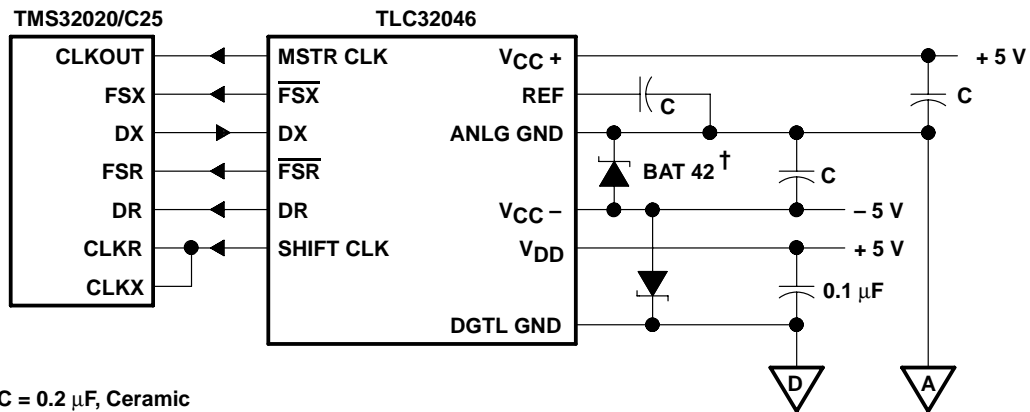 TMS32020/C25
TLC32046
CLKOUT
MSTR CLK
VCC +
+ 5 V
FSX
FSX
REF
C
C
DX
DX
ANLG GND
FSR
FSR
BAT 42 †
C
DR
DR
VCC −
− 5 V
CLKR
SHIFT CLK
VDD
+ 5 V
CLKX
0.1 μF
DGTL GND
D
A
C = 0.2 μF, Ceramic